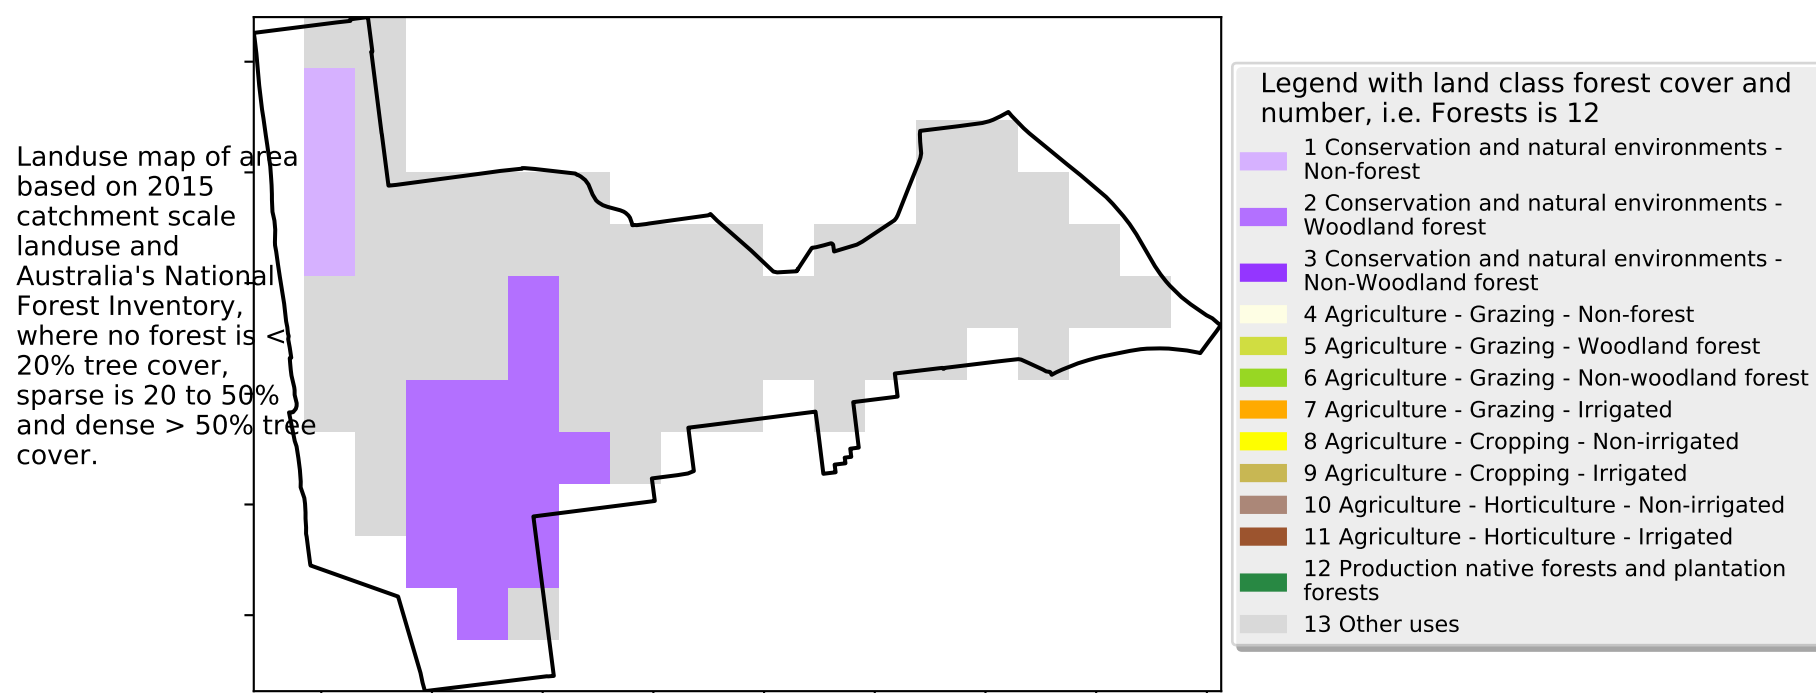 Landuse map of area
based on 2015
catchment scale
landuse and
Australia's National
Forest Inventory,
where no forest is <
20% tree cover,
sparse is 20 to 50%
and dense > 50% tree
cover.
Legend with land class forest cover and
number, i.e. Forests is 12
1 Conservation and natural environments -
Non-forest
2 Conservation and natural environments -
Woodland forest
3 Conservation and natural environments -
Non-Woodland forest
4 Agriculture - Grazing - Non-forest
5 Agriculture - Grazing - Woodland forest
6 Agriculture - Grazing - Non-woodland forest
7 Agriculture - Grazing - Irrigated
8 Agriculture - Cropping - Non-irrigated
9 Agriculture - Cropping - Irrigated
10 Agriculture - Horticulture - Non-irrigated
11 Agriculture - Horticulture - Irrigated
12 Production native forests and plantation
forests
13 Other uses